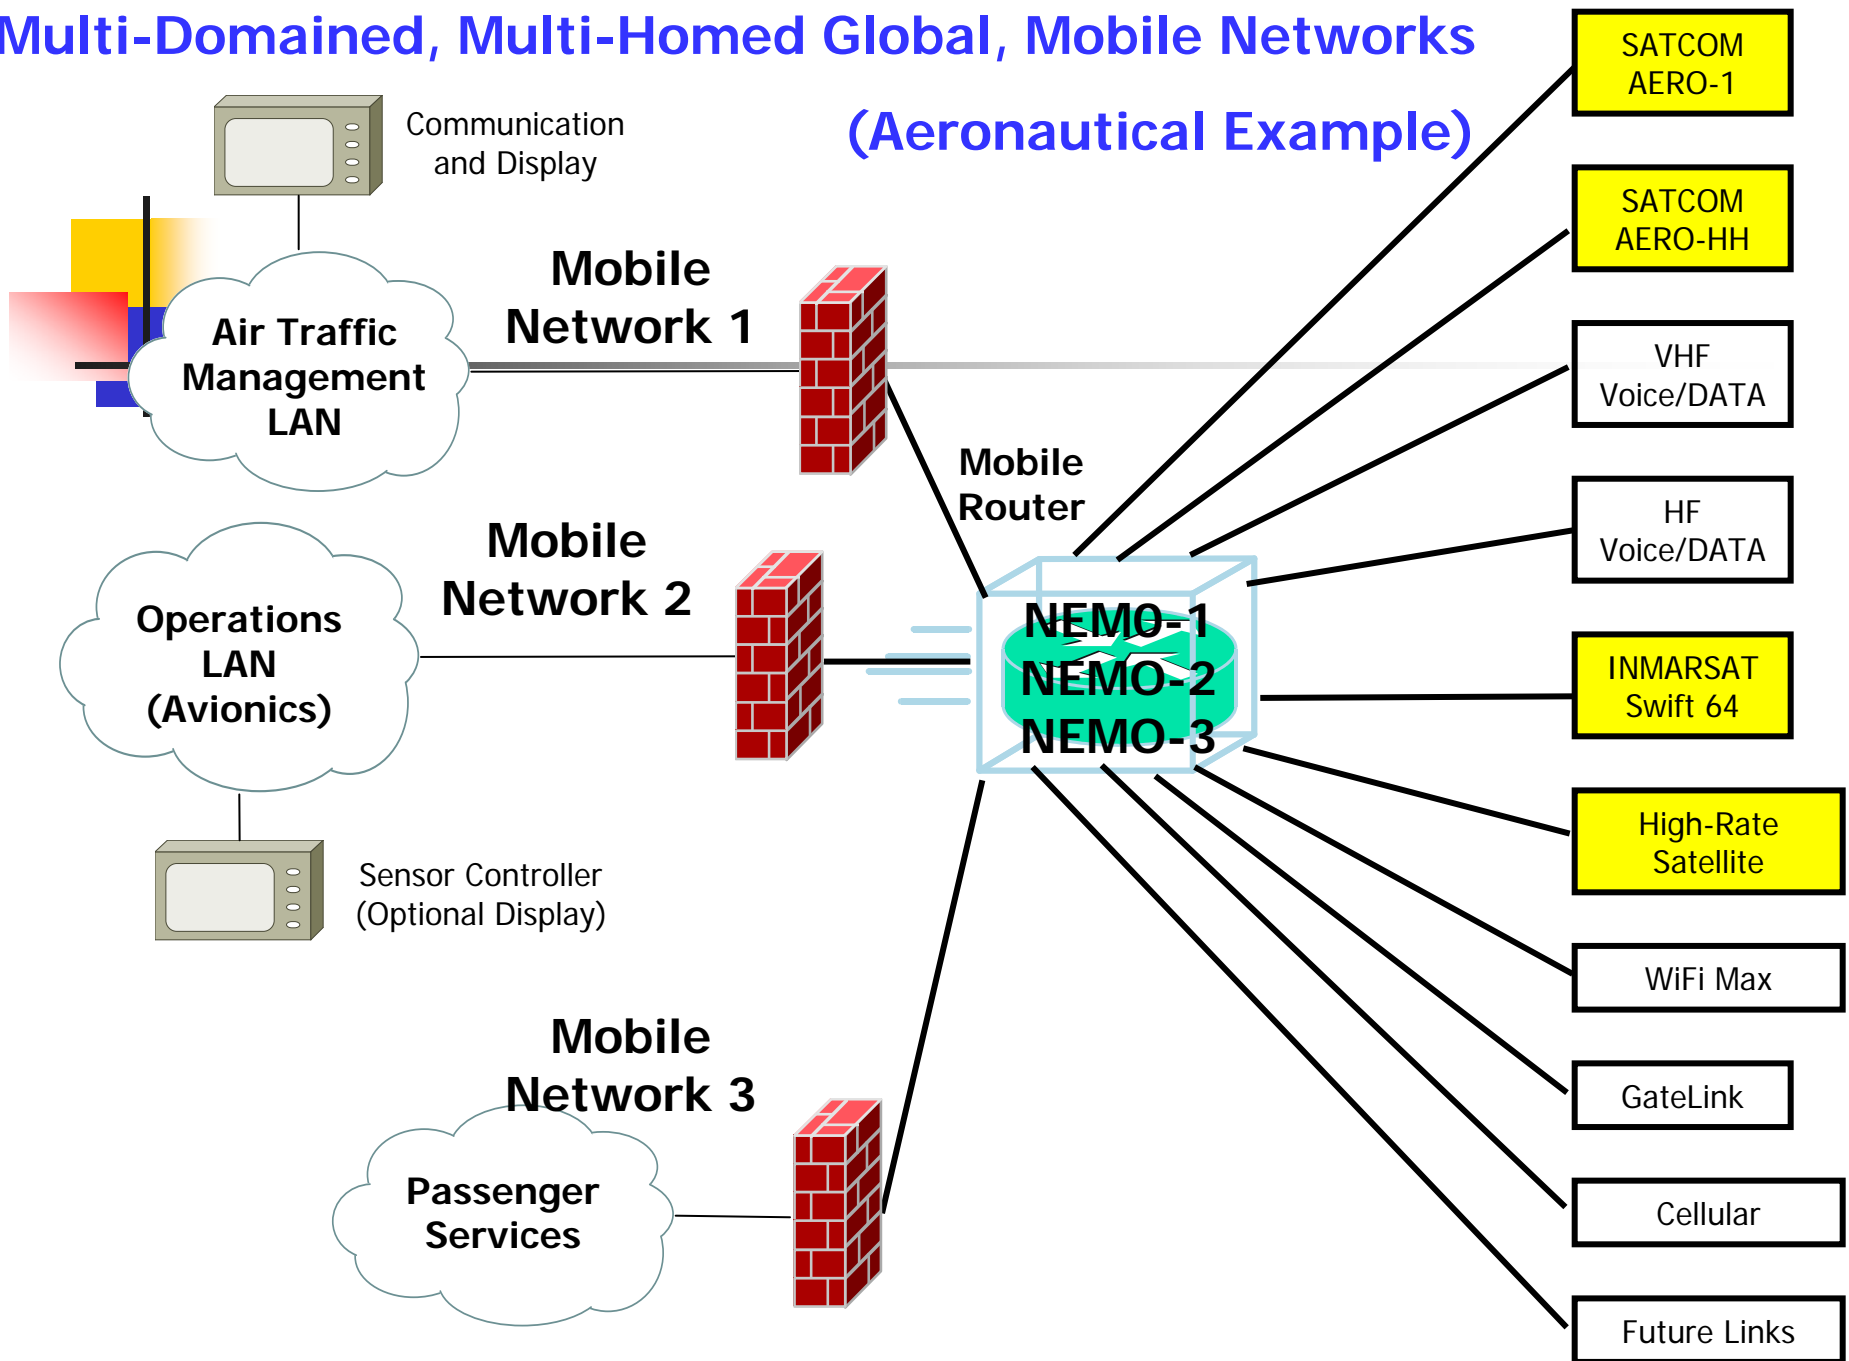 Multi-Domained, Multi-Homed Global, Mobile Networks
(Aeronautical Example)
Communication
and Display
Mobile
Network 1
Air Traffic
Management
LAN
Mobile
Router
Mobile
Network 2
Operations
LAN
(Avionics)
NEMO-1
NEMO-2
NEMO-3
Sensor Controller
(Optional Display)
Mobile
Network 3
Passenger
Services
SATCOM
AERO-1
SATCOM
AERO-HH
VHF
Voice/DATA
HF
Voice/DATA
INMARSAT
Swift 64
High-Rate
Satellite
WiFi Max
GateLink
Cellular
Future Links